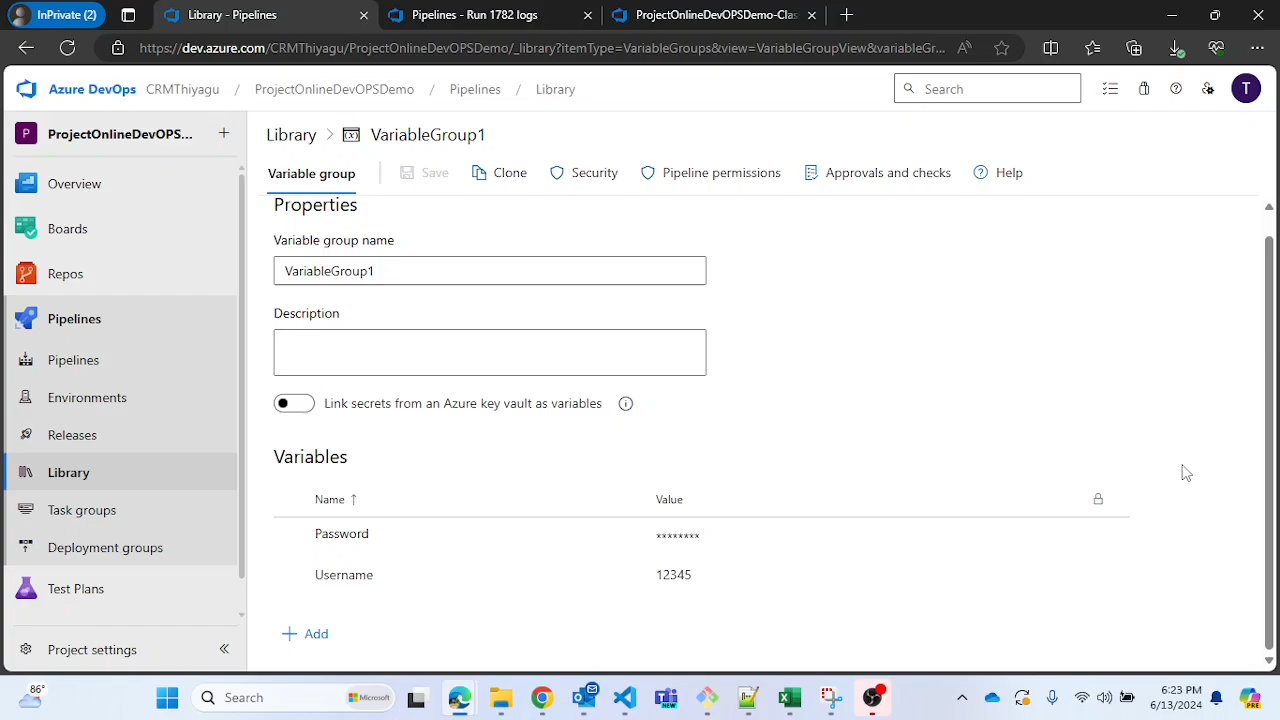 InPrivate (2)
Library - Pipelines
Pipelines - Run 1782 logs
ProjectOnlineDevOPSDemo-Clas
https://dev.azure.com/CRMThiyagu/ProjectOnlineDevOPSDemo/_library?itemType=VariableGroups&view=VariableGroupView&variableGr...
Azure DevOps CRMThiyagu / ProjectOnlineDevOPSDemo / Pipelines / Library
Search
T
P ProjectOnlineDevOPS... +
Library > VariableGroup1
Variable group
Save
Clone
Security
Pipeline permissions
Approvals and checks
Help
Overview
Boards
Repos
Pipelines
Pipelines
Environments
Releases
Library
Task groups
Deployment groups
Test Plans
Project settings
Properties
Variable group name
VariableGroup1
Description
Link secrets from an Azure key vault as variables
Variables
Name ↑ Value
Password ********
Username 12345
+ Add
86°
Search
Microsoft
NEW
6:23 PM
6/13/2024
PRE